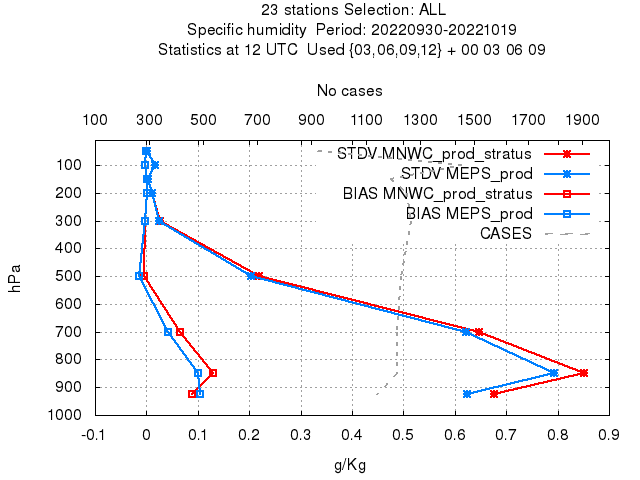 23 stations Selection: ALL
Specific humidity  Period: 20220930-20221019
Statistics at 12 UTC  Used {03,06,09,12} + 00 03 06 09
No cases
100 300 500 700 900 1100 1300 1500 1700 1900
STDV MNWC_prod_stratus
STDV MEPS_prod
BIAS MNWC_prod_stratus
BIAS MEPS_prod
CASES
hPa
100
200
300
400
500
600
700
800
900
1000
-0.1 0 0.1 0.2 0.3 0.4 0.5 0.6 0.7 0.8 0.9
g/Kg